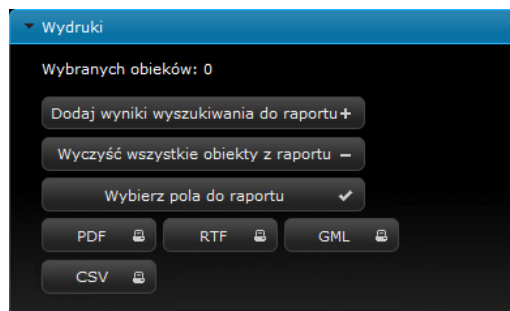 Wydruki
Wybranych obieków: 0
Dodaj wyniki wyszukiwania do raportu+
Wyczyść wszystkie obiekty z raportu −
Wybierz pola do raportu ✓
PDF RTF GML
CSV